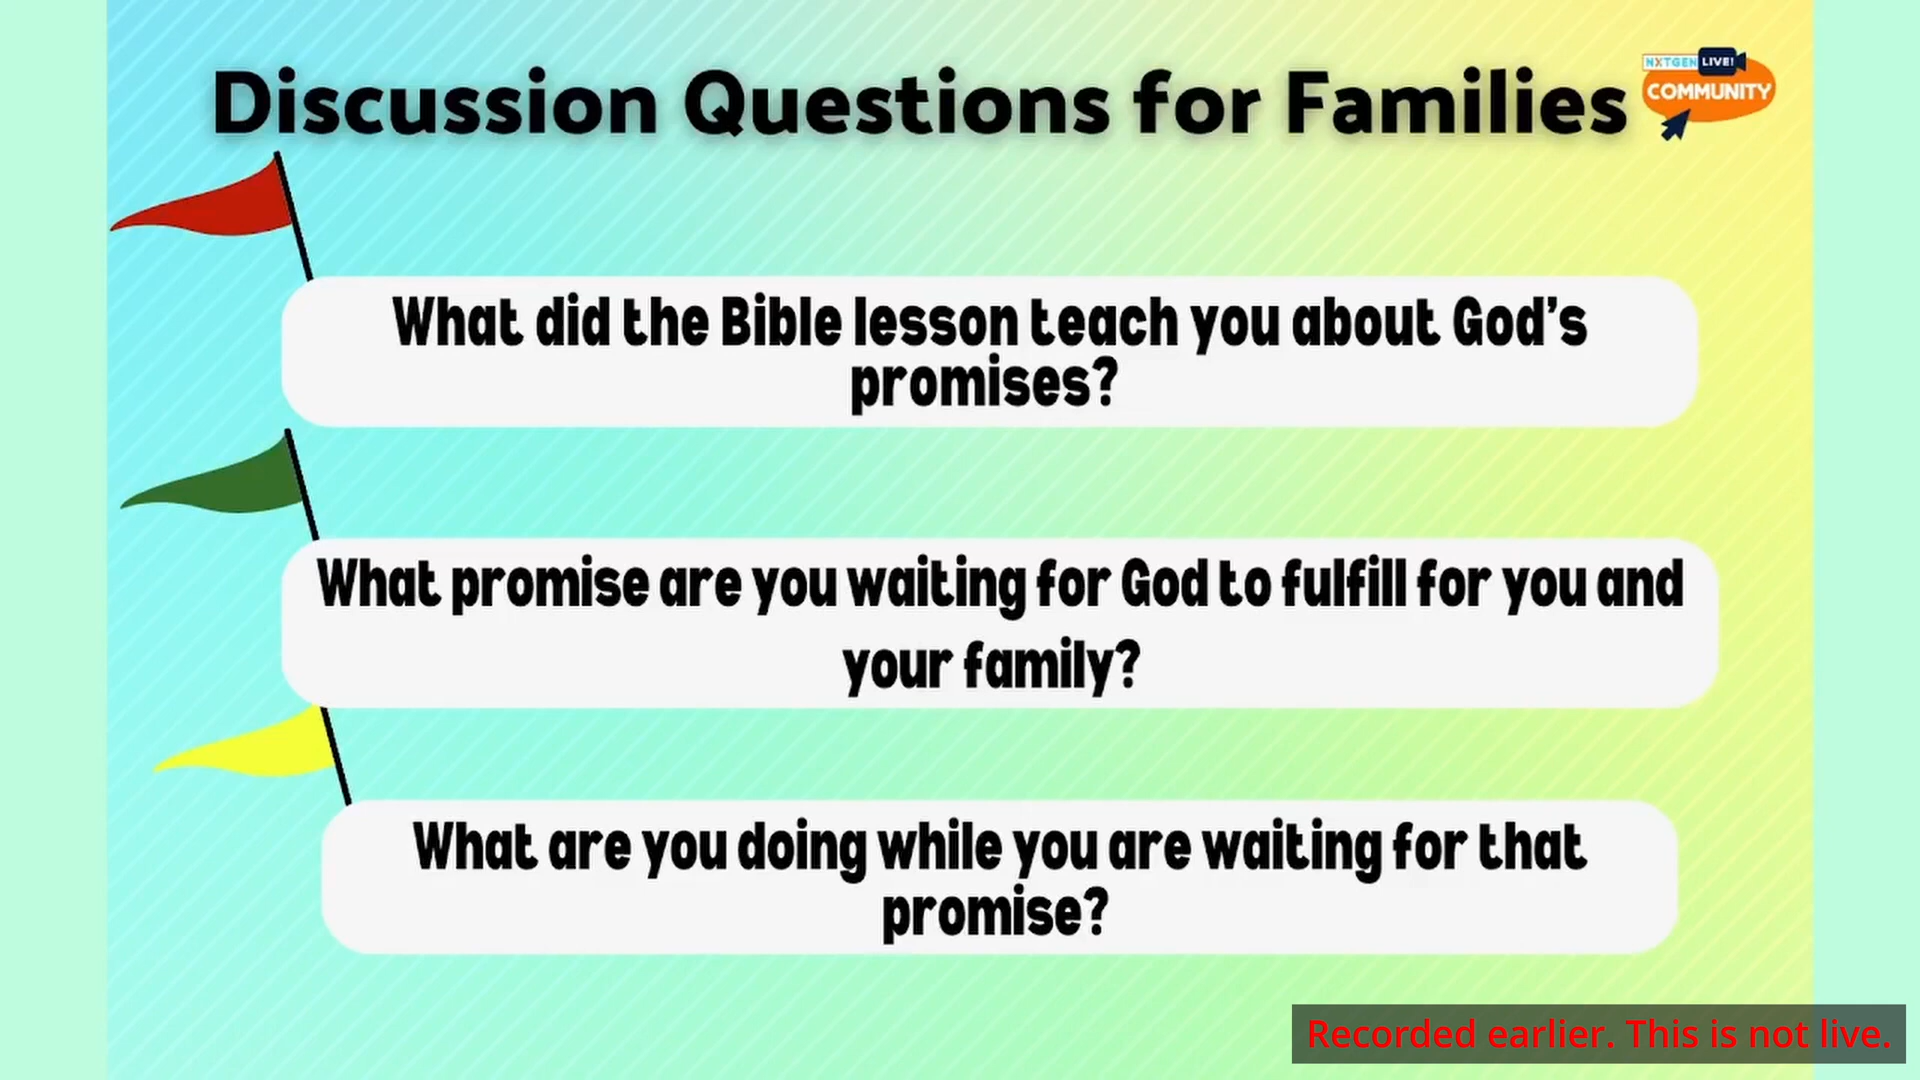 Discussion Questions for Families
NXTGEN LIVE!
COMMUNITY
What did the Bible lesson teach you about God's
promises?
What promise are you waiting for God to fulfill for you and
your family?
What are you doing while you are waiting for that
promise?
Recorded earlier. This is not live.